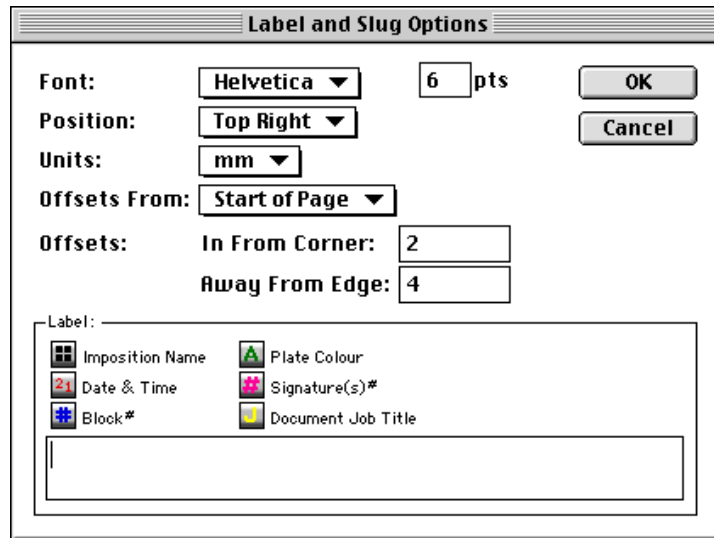 Label and Slug Options
Font: Helvetica 6 pts OK
Position: Top Right Cancel
Units: mm
Offsets From: Start of Page
Offsets: In From Corner: 2
Away From Edge: 4
Label:
Imposition Name A Plate Colour
21 Date & Time # Signature(s)#
# Block# J Document Job Title